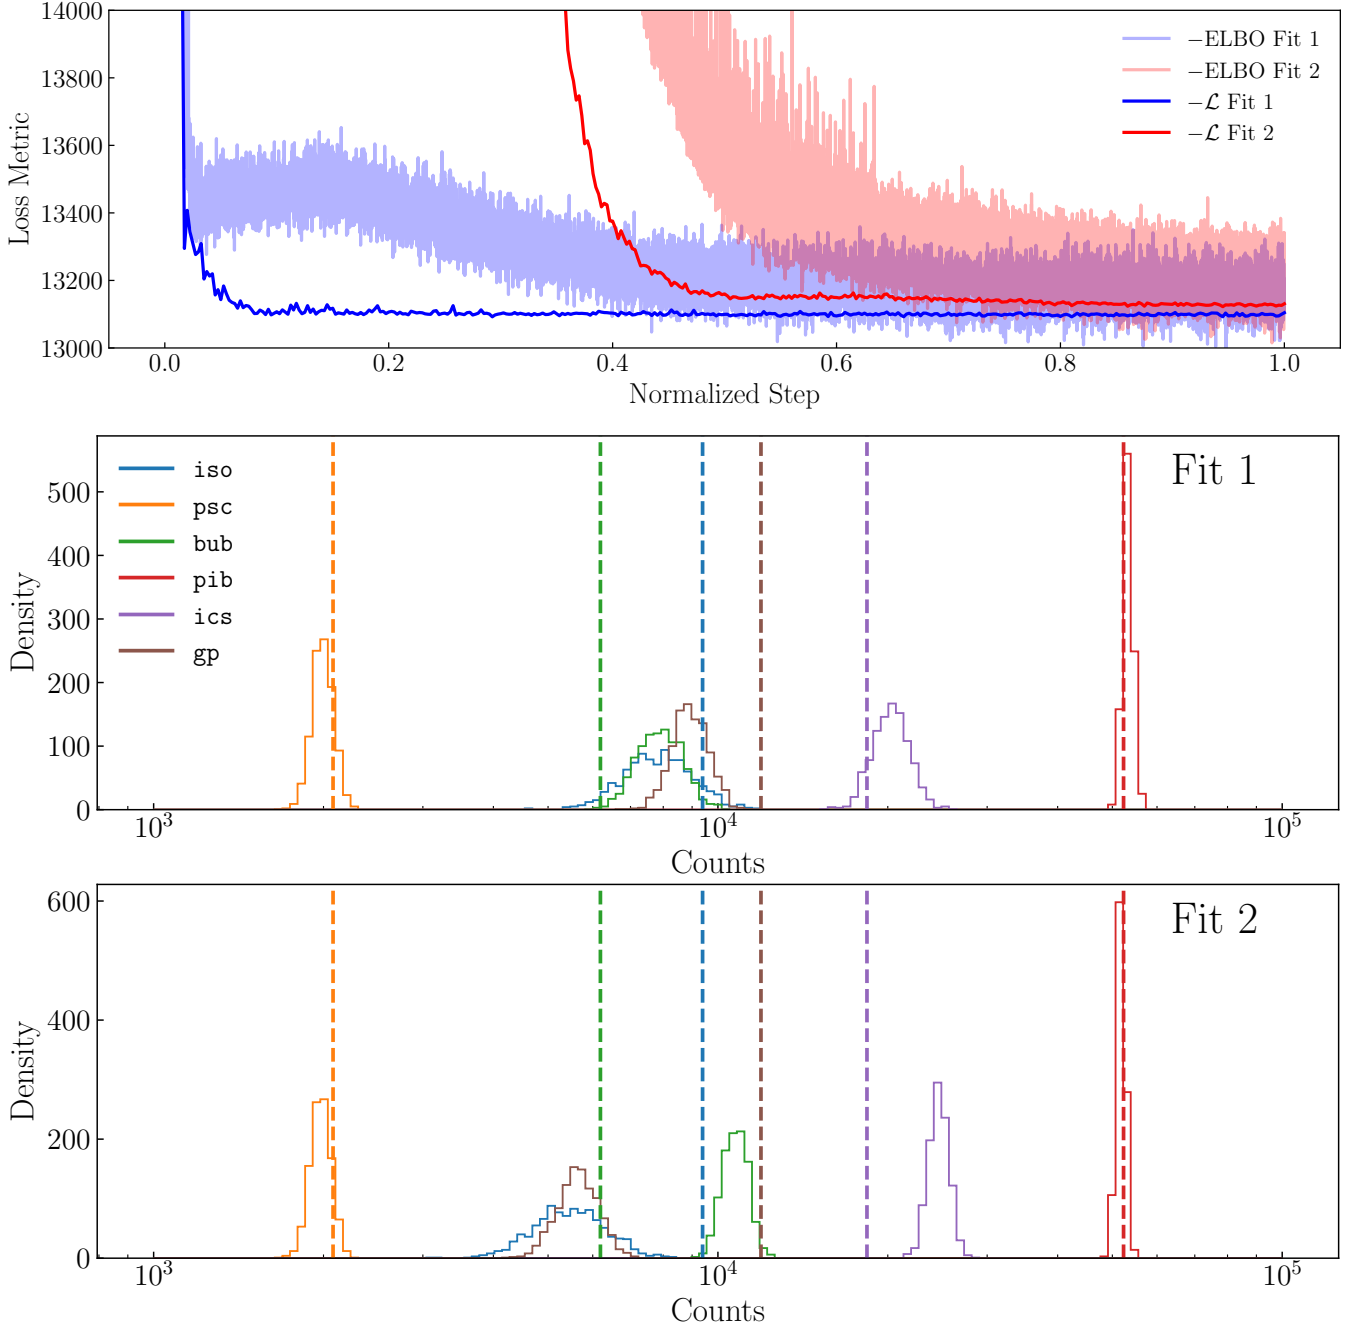 14000
13800
13600
13400
13200
13000
Loss Metric
−ELBO Fit 1
−ELBO Fit 2
−ℒ Fit 1
−ℒ Fit 2
0.0 0.2 0.4 0.6 0.8 1.0
Normalized Step
Fit 1
500
400
300
200
100
0
Density
iso
psc
bub
pib
ics
gp
10³ 10⁴ 10⁵
Counts
Fit 2
600
400
200
0
Density
10³ 10⁴ 10⁵
Counts